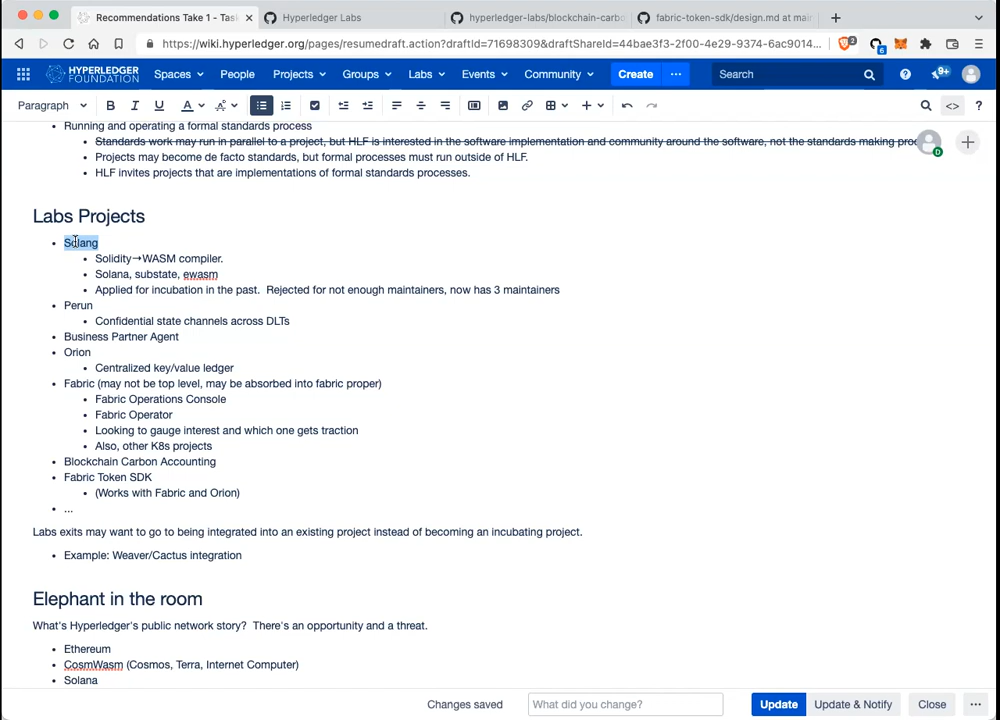 Recommendations Take 1 - Tas
Hyperledger Labs
hyperledger-labs/blockchain-carbo
fabric-token-sdk/design.md at mai
https://wiki.hyperledger.org/pages/resumedraft.action?draftId=71698309&draftShareId=44bae3f3-2f00-4e29-9374-6ac9014...
2
6
HYPERLEDGER FOUNDATION
Spaces
People
Projects
Groups
Labs
Events
Community
Create
Search
9+
Paragraph
B
I
U
A
Running and operating a formal standards process
Standards work may run in parallel to a project, but HLF is interested in the software implementation and community around the software, not the standards making proc
D
Projects may become de facto standards, but formal processes must run outside of HLF.
HLF invites projects that are implementations of formal standards processes.
Labs Projects
Solang
Solidity→WASM compiler.
Solana, substate, ewasm
Applied for incubation in the past. Rejected for not enough maintainers, now has 3 maintainers
Perun
Confidential state channels across DLTs
Business Partner Agent
Orion
Centralized key/value ledger
Fabric (may not be top level, may be absorbed into fabric proper)
Fabric Operations Console
Fabric Operator
Looking to gauge interest and which one gets traction
Also, other K8s projects
Blockchain Carbon Accounting
Fabric Token SDK
(Works with Fabric and Orion)
...
Labs exits may want to go to being integrated into an existing project instead of becoming an incubating project.
Example: Weaver/Cactus integration
Elephant in the room
What's Hyperledger's public network story? There's an opportunity and a threat.
Ethereum
CosmWasm (Cosmos, Terra, Internet Computer)
Solana
Changes saved
What did you change?
Update
Update & Notify
Close